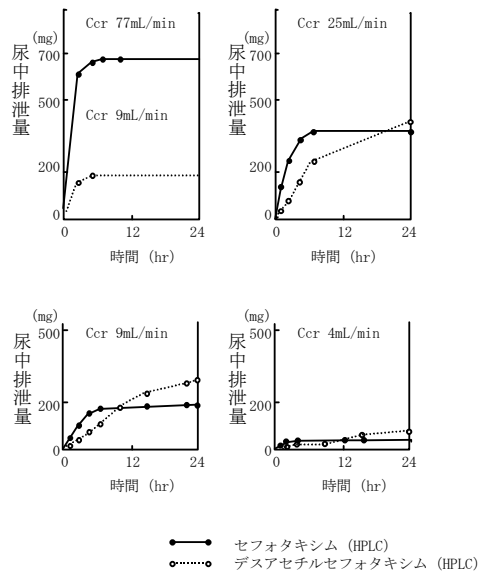 Ccr 77mL/min
(mg)
700
500
200
0
尿中排泄量
Ccr 9mL/min
0 12 24
時間 (hr)
Ccr 25mL/min
(mg)
700
500
200
0
尿中排泄量
0 12 24
時間 (hr)
(mg)
Ccr 9mL/min
500
200
0
尿中排泄量
0 12 24
時間 (hr)
(mg)
Ccr 4mL/min
500
200
0
尿中排泄量
0 12 24
時間 (hr)
セフォタキシム (HPLC)
デスアセチルセフォタキシム (HPLC)